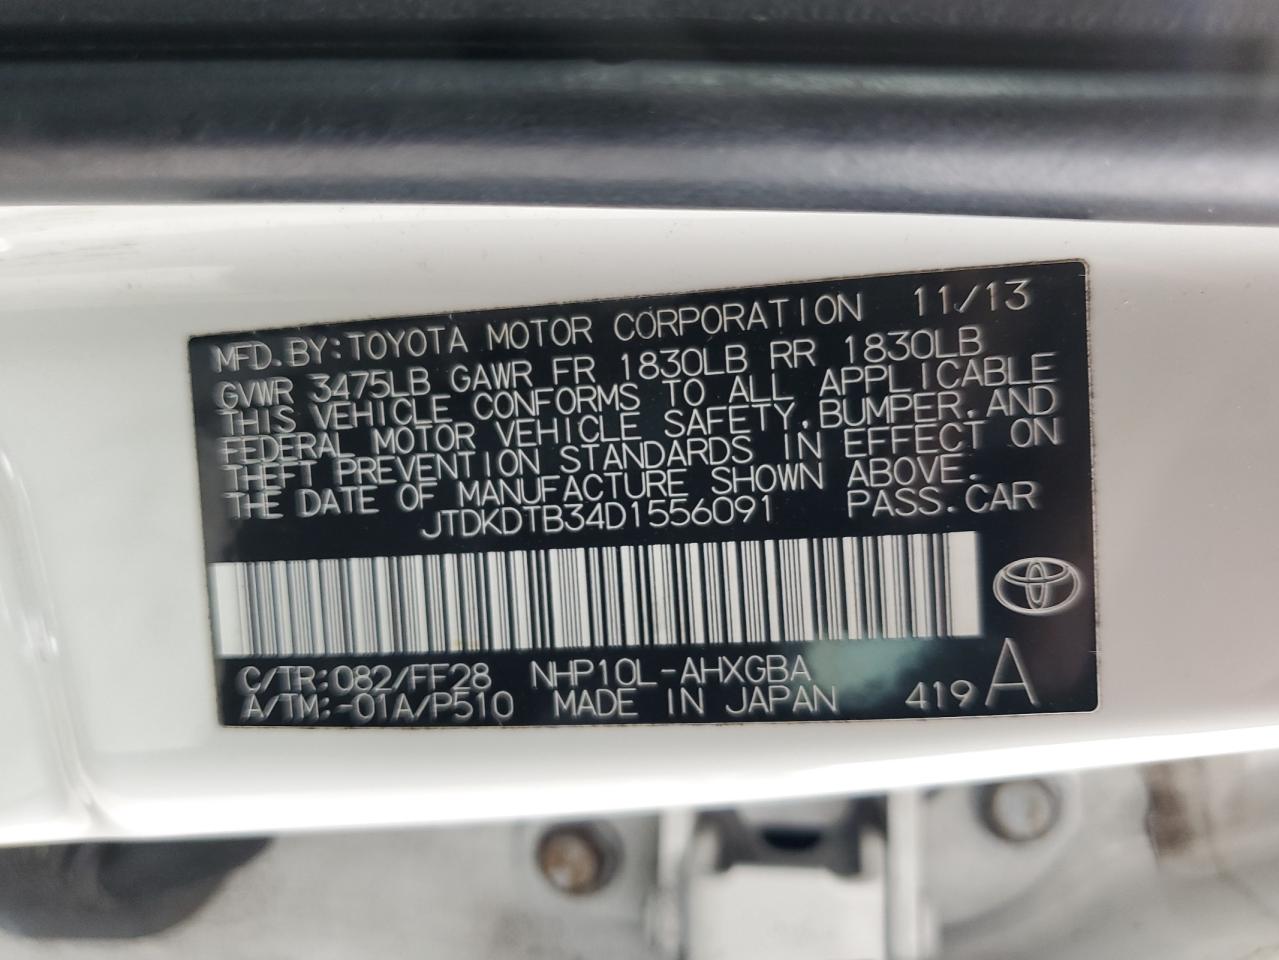 MFD.BY:TOYOTA MOTOR CORPORATION 11/13
GVWR 3475LB GAWR FR 1830LB RR 1830LB
THIS VEHICLE CONFORMS TO ALL APPLICABLE
FEDERAL MOTOR VEHICLE SAFETY,BUMPER,AND
THEFT PREVENTION STANDARDS IN EFFECT ON
THE DATE OF MANUFACTURE SHOWN ABOVE.
JTDKDTB34D1556091 PASS.CAR
C/TR:082/FF28 NHP10L-AHXGBA
A/TM:-01A/P510 MADE IN JAPAN 419 A